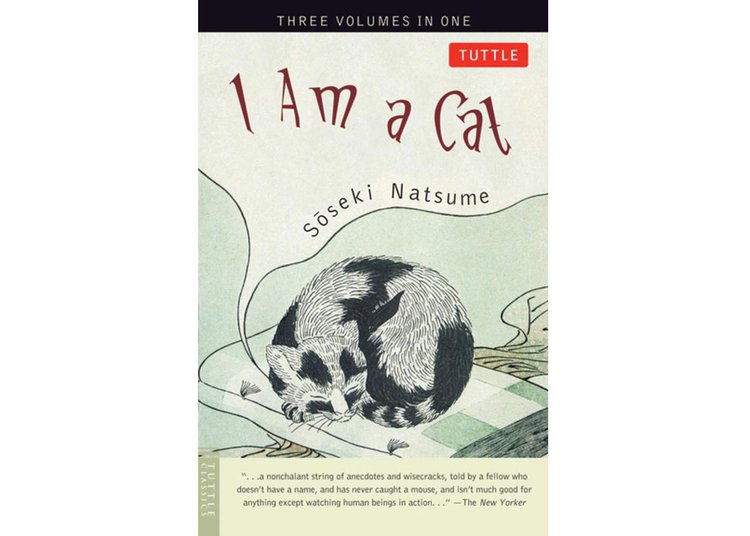 THREE VOLUMES IN ONE
TUTTLE
I Am a Cat
Sōseki Natsume
TUTTLE
CLASSICS
“. . .a nonchalant string of anecdotes and wisecracks, told by a fellow who
doesn’t have a name, and has never caught a mouse, and isn’t much good for
anything except watching human beings in action. . .” —The New Yorker